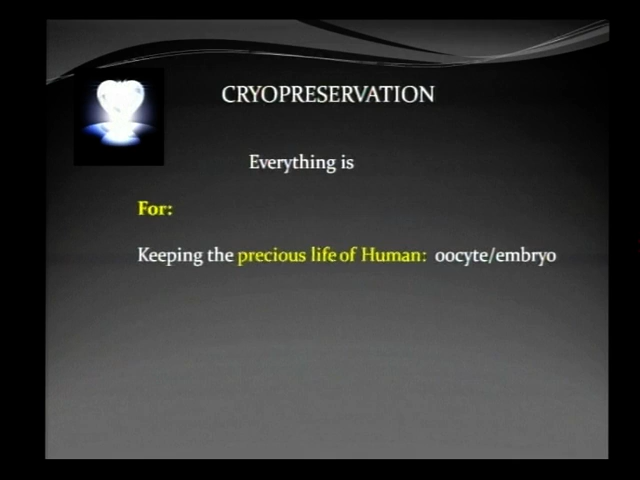 CRYOPRESERVATION
Everything is
For:
Keeping the precious life of Human: oocyte/embryo